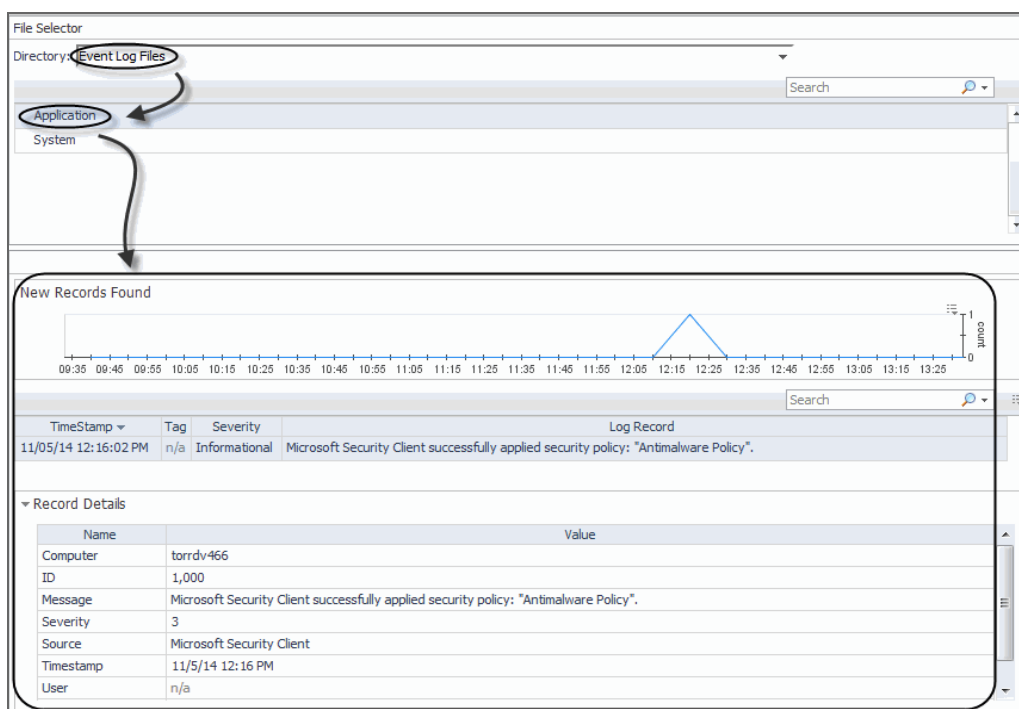 File Selector
Directory: Event Log Files
Search
Application
System
New Records Found
1
count
0
09:35 09:45 09:55 10:05 10:15 10:25 10:35 10:45 10:55 11:05 11:15 11:25 11:35 11:45 11:55 12:05 12:15 12:25 12:35 12:45 12:55 13:05 13:15 13:25
Search
TimeStamp Tag Severity Log Record
11/05/14 12:16:02 PM n/a Informational Microsoft Security Client successfully applied security policy: "Antimalware Policy".
Record Details
Name Value
Computer torrdv466
ID 1,000
Message Microsoft Security Client successfully applied security policy: "Antimalware Policy".
Severity 3
Source Microsoft Security Client
Timestamp 11/5/14 12:16 PM
User n/a